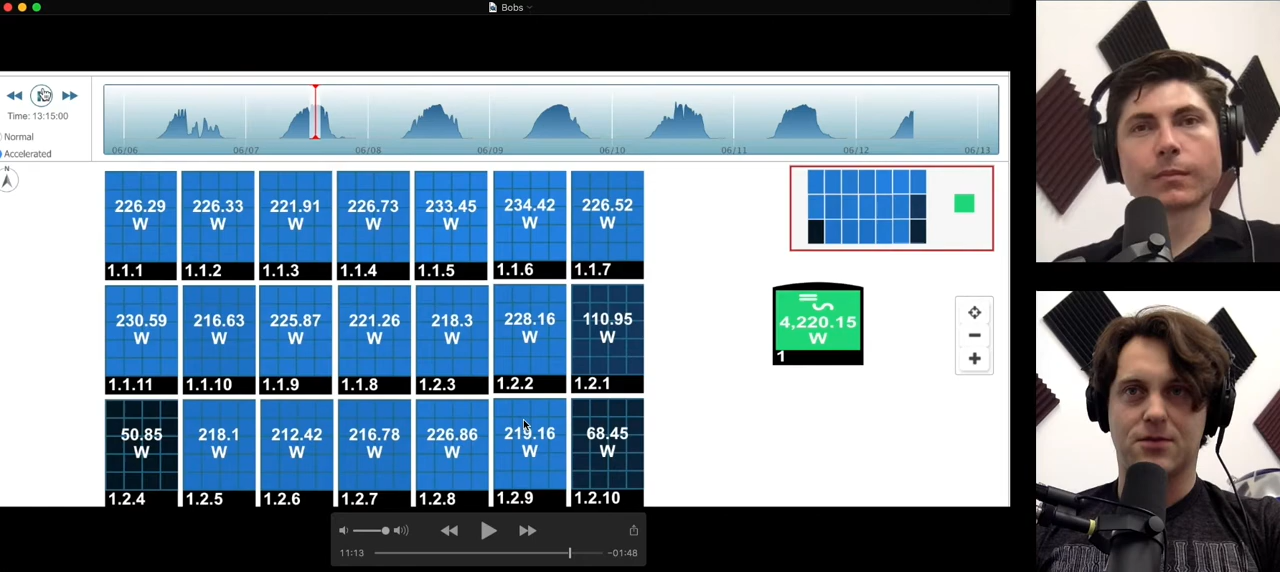 Bobs
Time: 13:15:00
Normal
Accelerated
06/06 06/07 06/08 06/09 06/10 06/11 06/12 06/13
N
226.29 226.33 221.91 226.73 233.45 234.42 226.52
W W W W W W W
1.1.1 1.1.2 1.1.3 1.1.4 1.1.5 1.1.6 1.1.7
230.59 216.63 225.87 221.26 218.3 228.16 110.95
W W W W W W W
1.1.11 1.1.10 1.1.9 1.1.8 1.2.3 1.2.2 1.2.1
4,220.15
W
1
50.85 218.1 212.42 216.78 226.86 219.16 68.45
W W W W W W W
1.2.4 1.2.5 1.2.6 1.2.7 1.2.8 1.2.9 1.2.10
11:13 −01:48